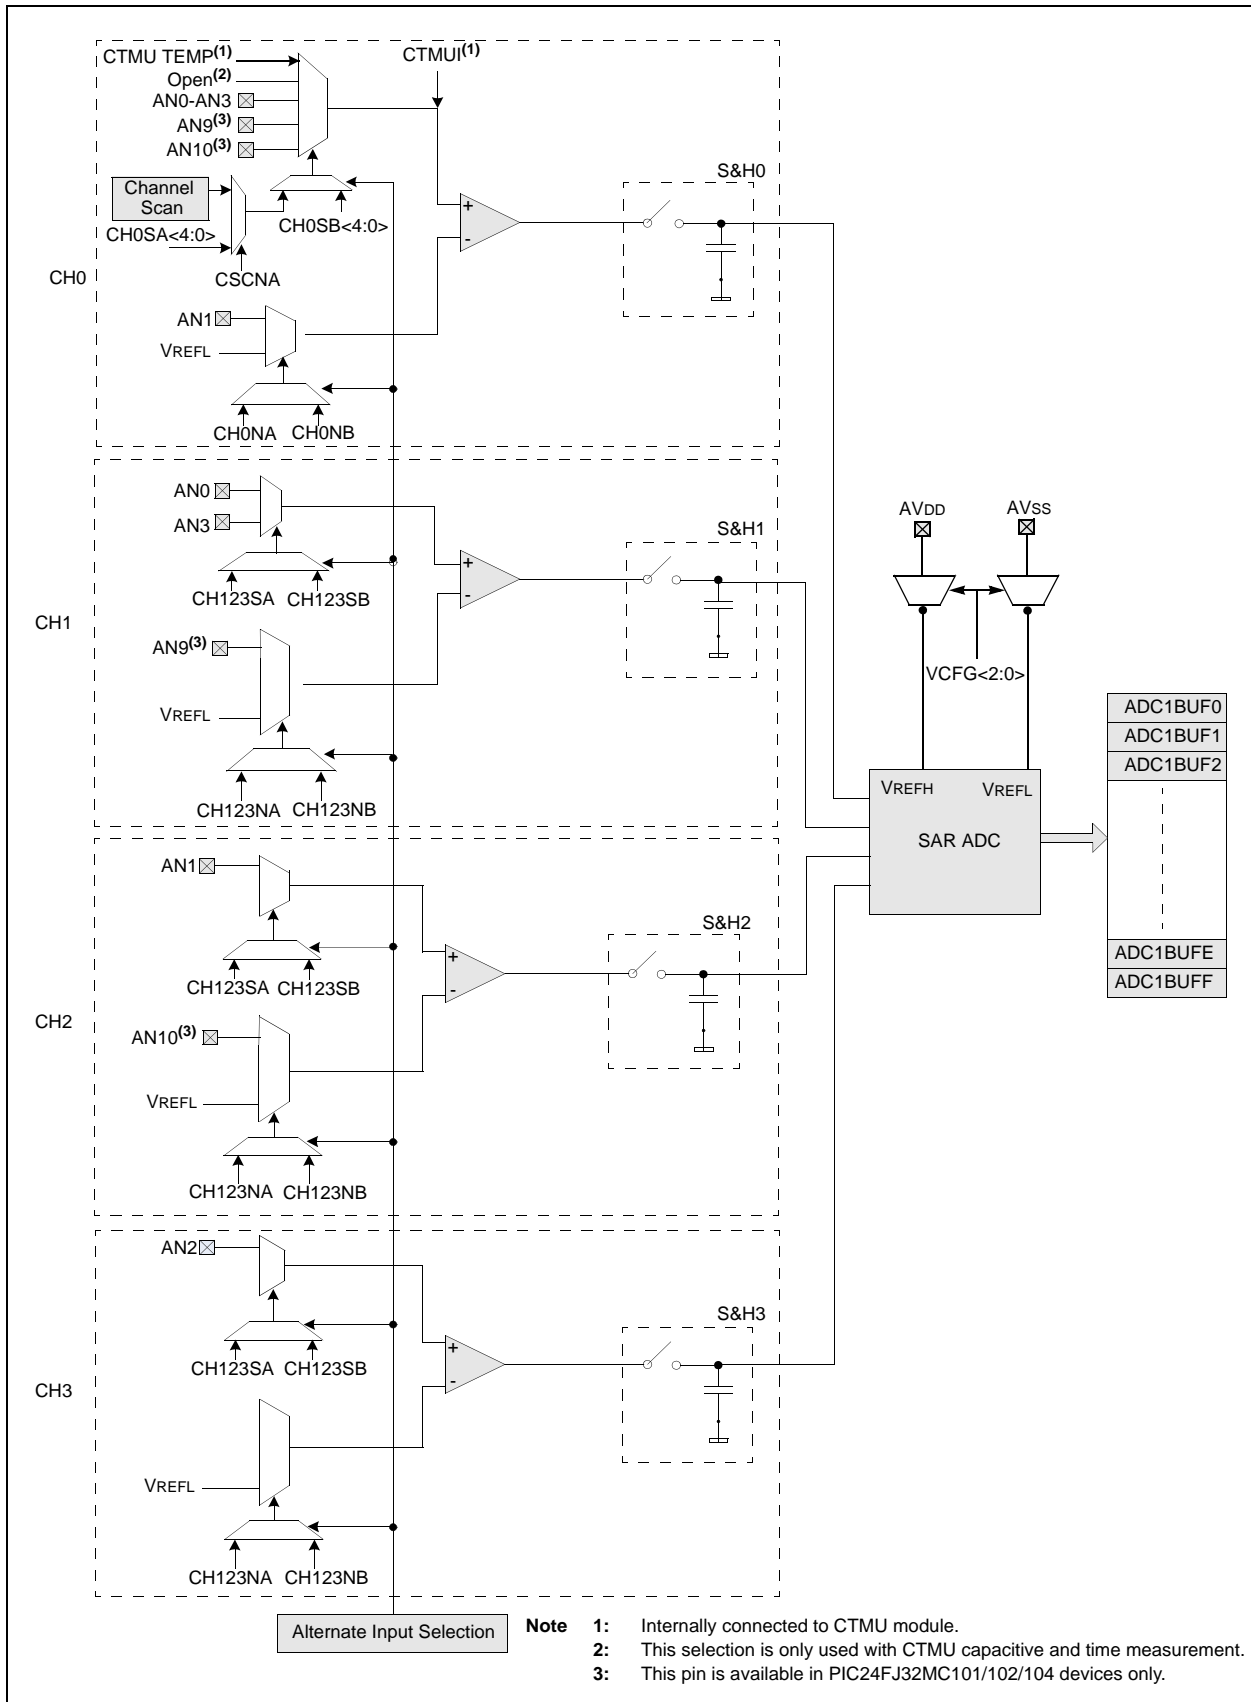 CTMU TEMP(1)
Open(2)
AN0-AN3
AN9(3)
AN10(3)
CTMUI(1)
Channel
Scan
CH0SA<4:0>
CSCNA
CH0SB<4:0>
+
-
S&H0
CH0
AN1
VREFL
CH0NA
CH0NB
AN0
AN3
CH123SA
CH123SB
+
-
S&H1
CH1
AN9(3)
VREFL
CH123NA
CH123NB
AVDD
AVSS
VCFG<2:0>
VREFH
VREFL
SAR ADC
ADC1BUF0
ADC1BUF1
ADC1BUF2
ADC1BUFE
ADC1BUFF
AN1
CH123SA
CH123SB
+
-
S&H2
CH2
AN10(3)
VREFL
CH123NA
CH123NB
AN2
CH123SA
CH123SB
+
-
S&H3
CH3
VREFL
CH123NA
CH123NB
Alternate Input Selection
Note 1: Internally connected to CTMU module.
2: This selection is only used with CTMU capacitive and time measurement.
3: This pin is available in PIC24FJ32MC101/102/104 devices only.